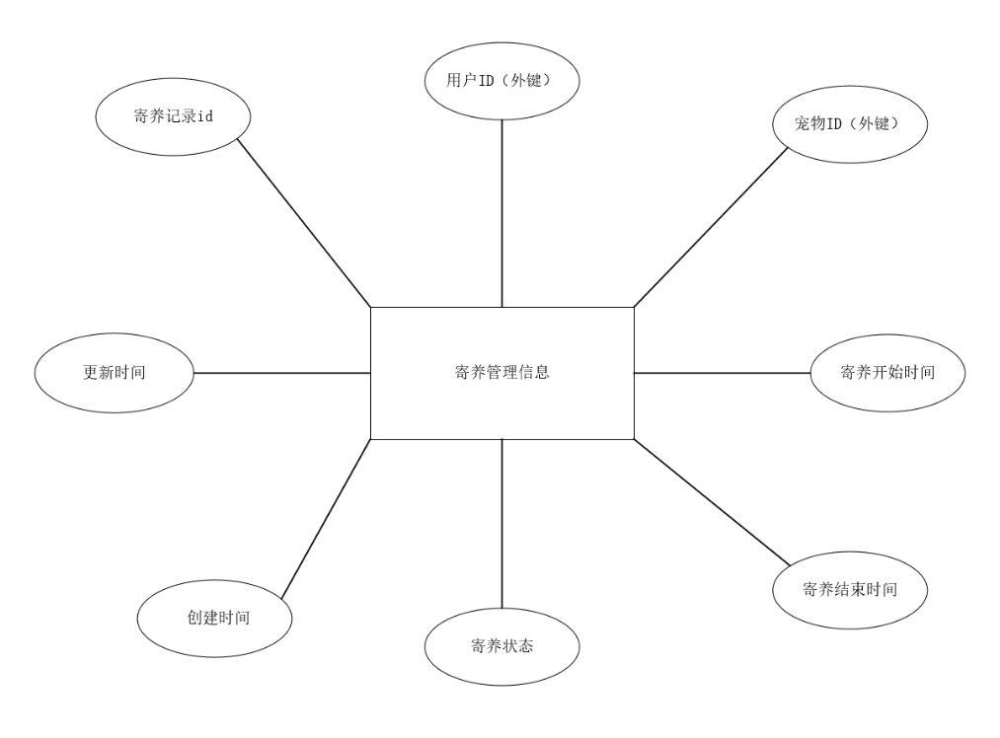 用户ID（外键）
寄养记录id
宠物ID（外键）
更新时间
寄养管理信息
寄养开始时间
寄养结束时间
创建时间
寄养状态